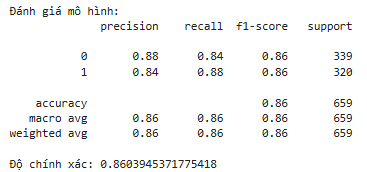 Đánh giá mô hình:
precision recall f1-score support
0 0.88 0.84 0.86 339
1 0.84 0.88 0.86 320
accuracy 0.86 659
macro avg 0.86 0.86 0.86 659
weighted avg 0.86 0.86 0.86 659
Độ chính xác: 0.8603945371775418